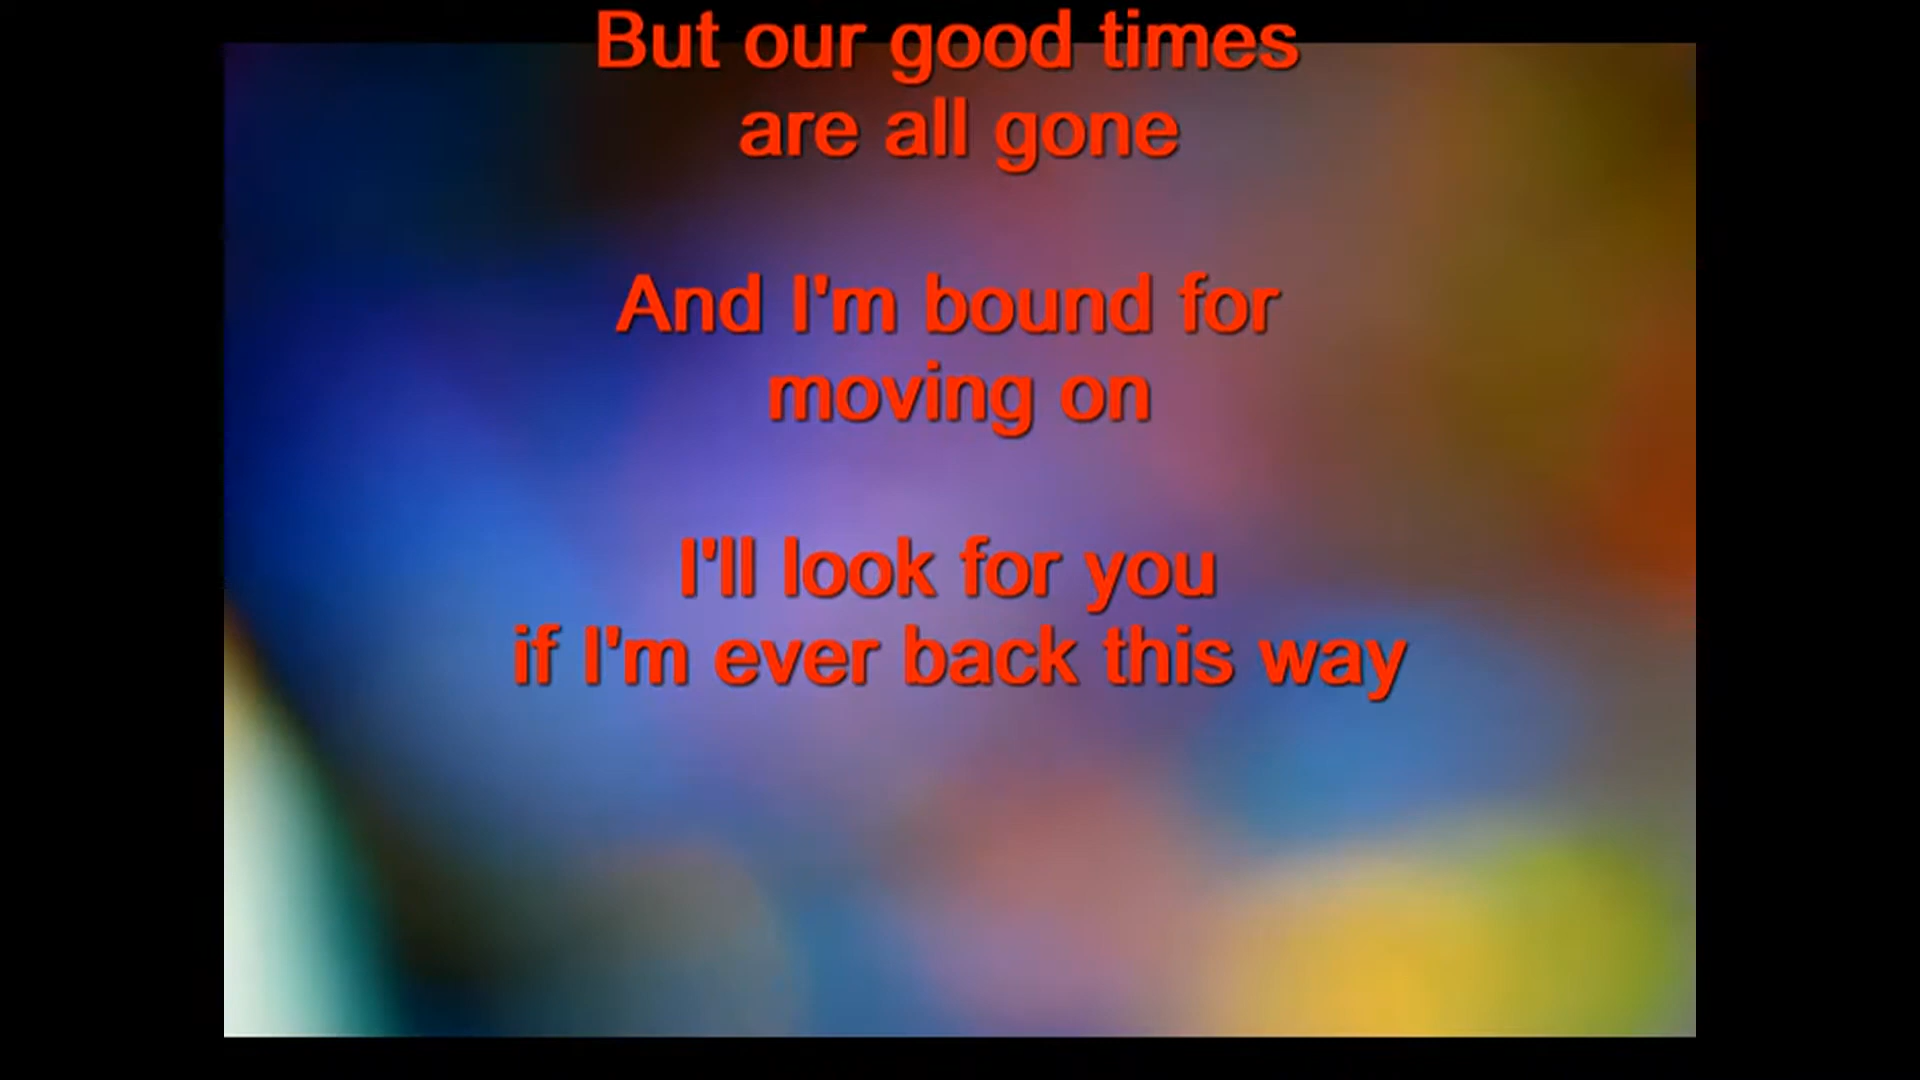 But our good times
are all gone
And I'm bound for
moving on
I'll look for you
if I'm ever back this way